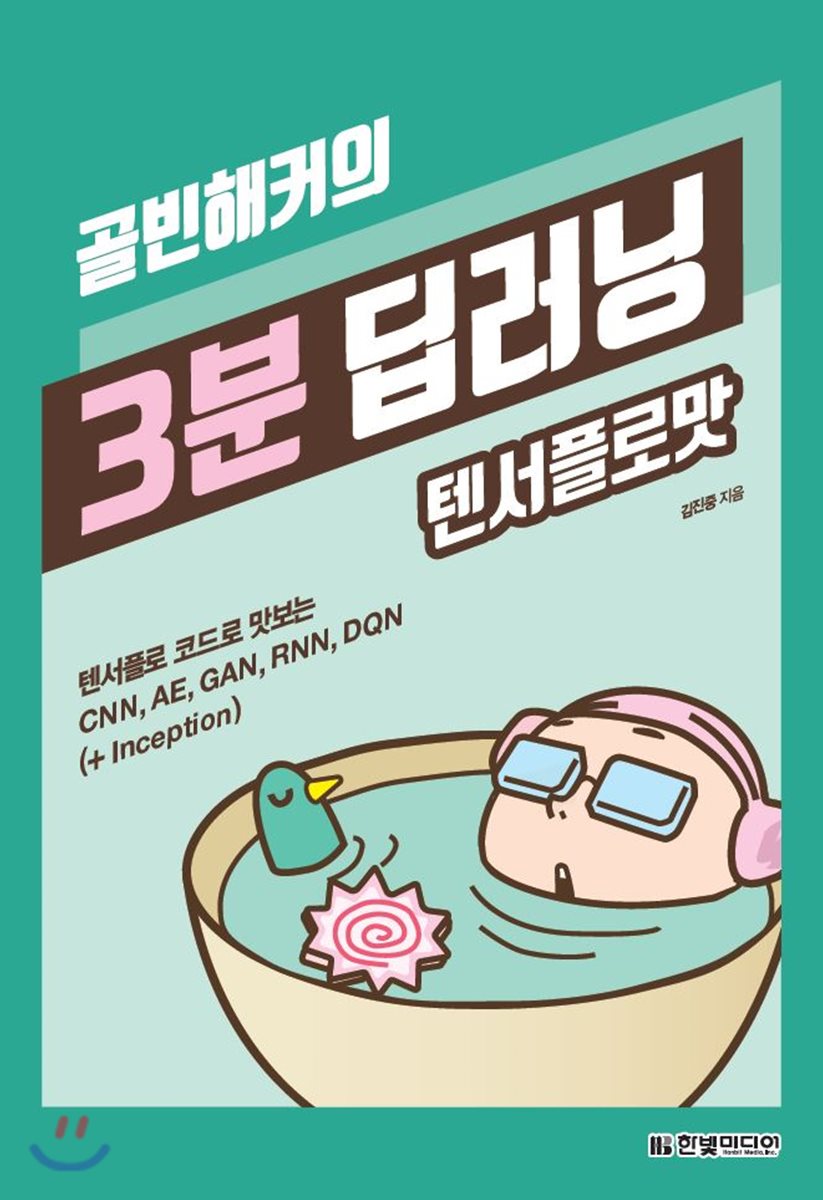 골빈해커의
3분 딥러닝
텐서플로맛
김진중 지음
텐서플로 코드로 맛보는
CNN, AE, GAN, RNN, DQN
(+ Inception)
한빛미디어
Hanbit Media, Inc.